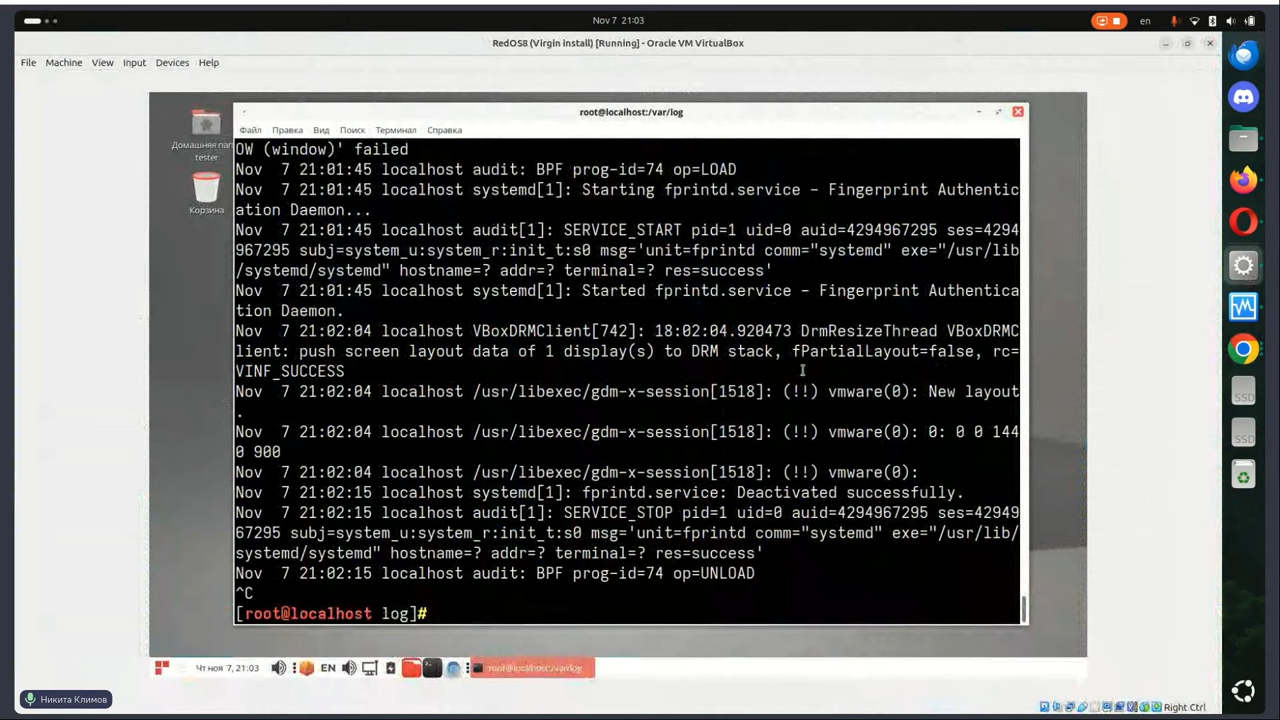 Nov 7 21:03
en
RedOS8 (Virgin install) [Running] - Oracle VM VirtualBox
File Machine View Input Devices Help
root@localhost:/var/log
Файл Правка Вид Поиск Терминал Справка
Домашняя пап
tester
Корзина
OW (window)' failed
Nov  7 21:01:45 localhost audit: BPF prog-id=74 op=LOAD
Nov  7 21:01:45 localhost systemd[1]: Starting fprintd.service - Fingerprint Authentic
ation Daemon...
Nov  7 21:01:45 localhost audit[1]: SERVICE_START pid=1 uid=0 auid=4294967295 ses=4294
967295 subj=system_u:system_r:init_t:s0 msg='unit=fprintd comm="systemd" exe="/usr/lib
/systemd/systemd" hostname=? addr=? terminal=? res=success'
Nov  7 21:01:45 localhost systemd[1]: Started fprintd.service - Fingerprint Authentica
tion Daemon.
Nov  7 21:02:04 localhost VBoxDRMClient[742]: 18:02:04.920473 DrmResizeThread VBoxDRMC
lient: push screen layout data of 1 display(s) to DRM stack, fPartialLayout=false, rc=
VINF_SUCCESS
Nov  7 21:02:04 localhost /usr/libexec/gdm-x-session[1518]: (!!) vmware(0): New layout
.
Nov  7 21:02:04 localhost /usr/libexec/gdm-x-session[1518]: (!!) vmware(0): 0: 0 0 144
0 900
Nov  7 21:02:04 localhost /usr/libexec/gdm-x-session[1518]: (!!) vmware(0):
Nov  7 21:02:15 localhost systemd[1]: fprintd.service: Deactivated successfully.
Nov  7 21:02:15 localhost audit[1]: SERVICE_STOP pid=1 uid=0 auid=4294967295 ses=42949
67295 subj=system_u:system_r:init_t:s0 msg='unit=fprintd comm="systemd" exe="/usr/lib/
systemd/systemd" hostname=? addr=? terminal=? res=success'
Nov  7 21:02:15 localhost audit: BPF prog-id=74 op=UNLOAD
^C
[root@localhost log]#
Чт ноя 7, 21:03
EN
root@localhost:/var/log
Никита Климов
Right Ctrl
SSD
SSD